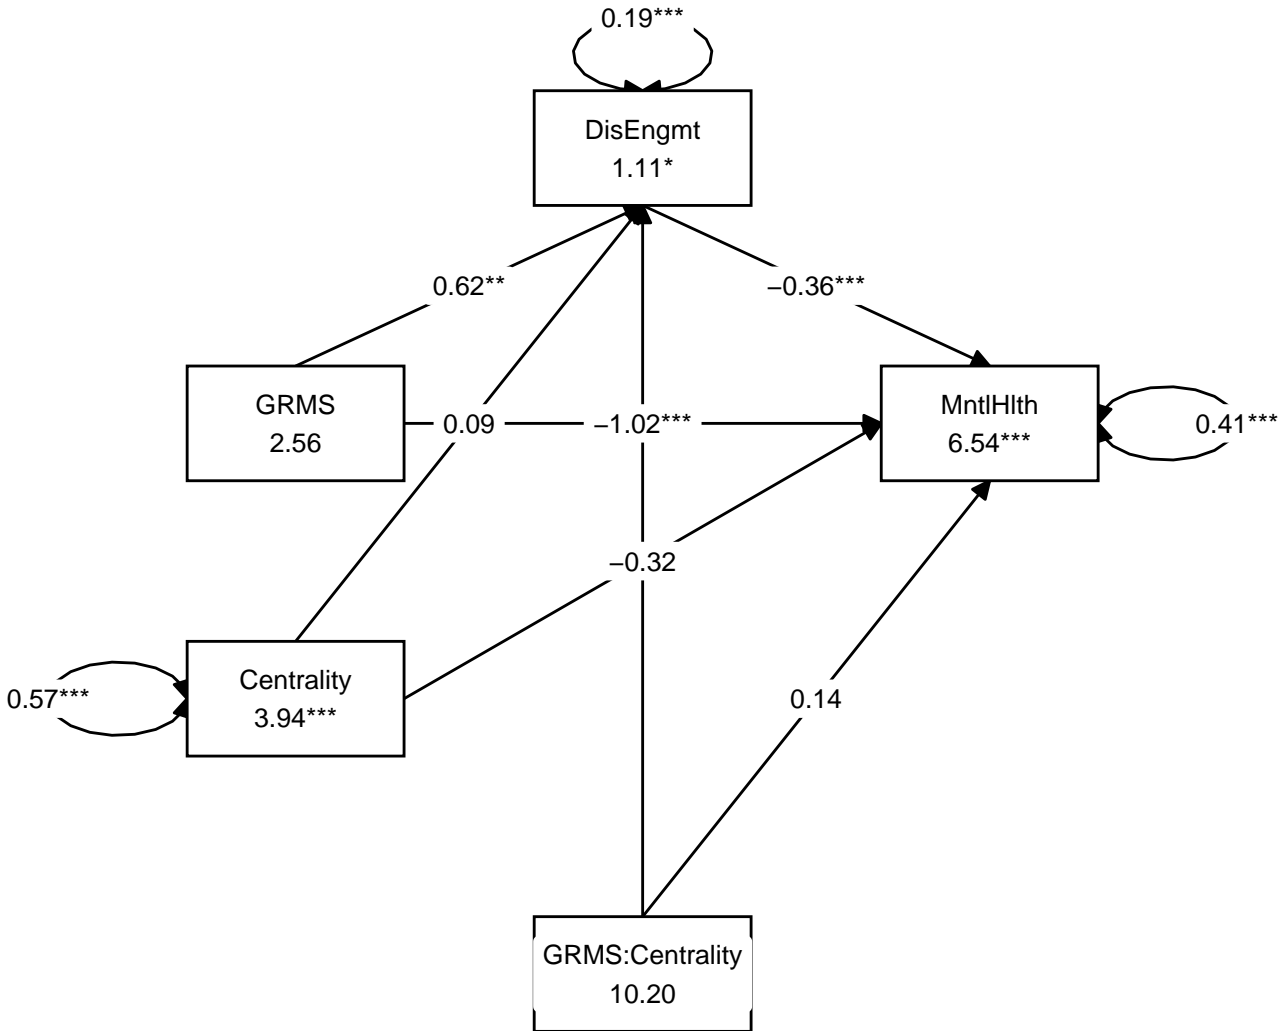 0.19***
DisEngmt
1.11*
0.62**
−0.36***
GRMS
2.56
0.09
−1.02***
MntlHlth
6.54***
0.41***
−0.32
Centrality
3.94***
0.57***
0.14
GRMS:Centrality
10.20